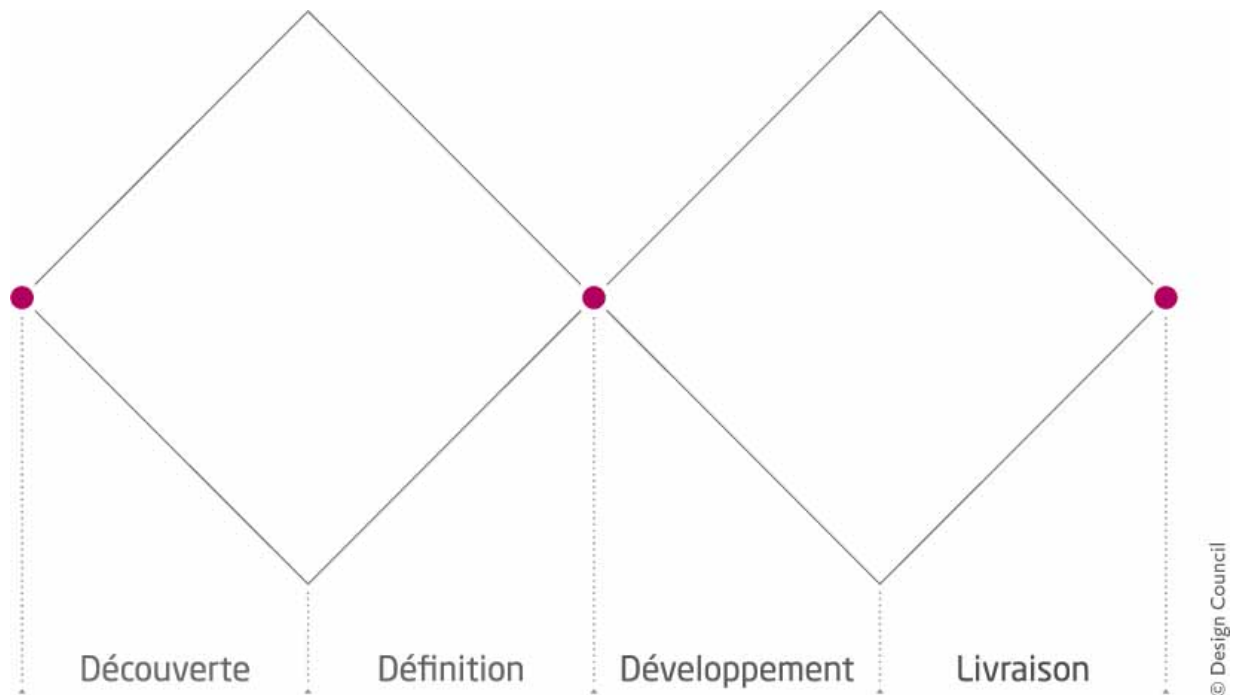 Découverte
Définition
Développement
Livraison
© Design Council